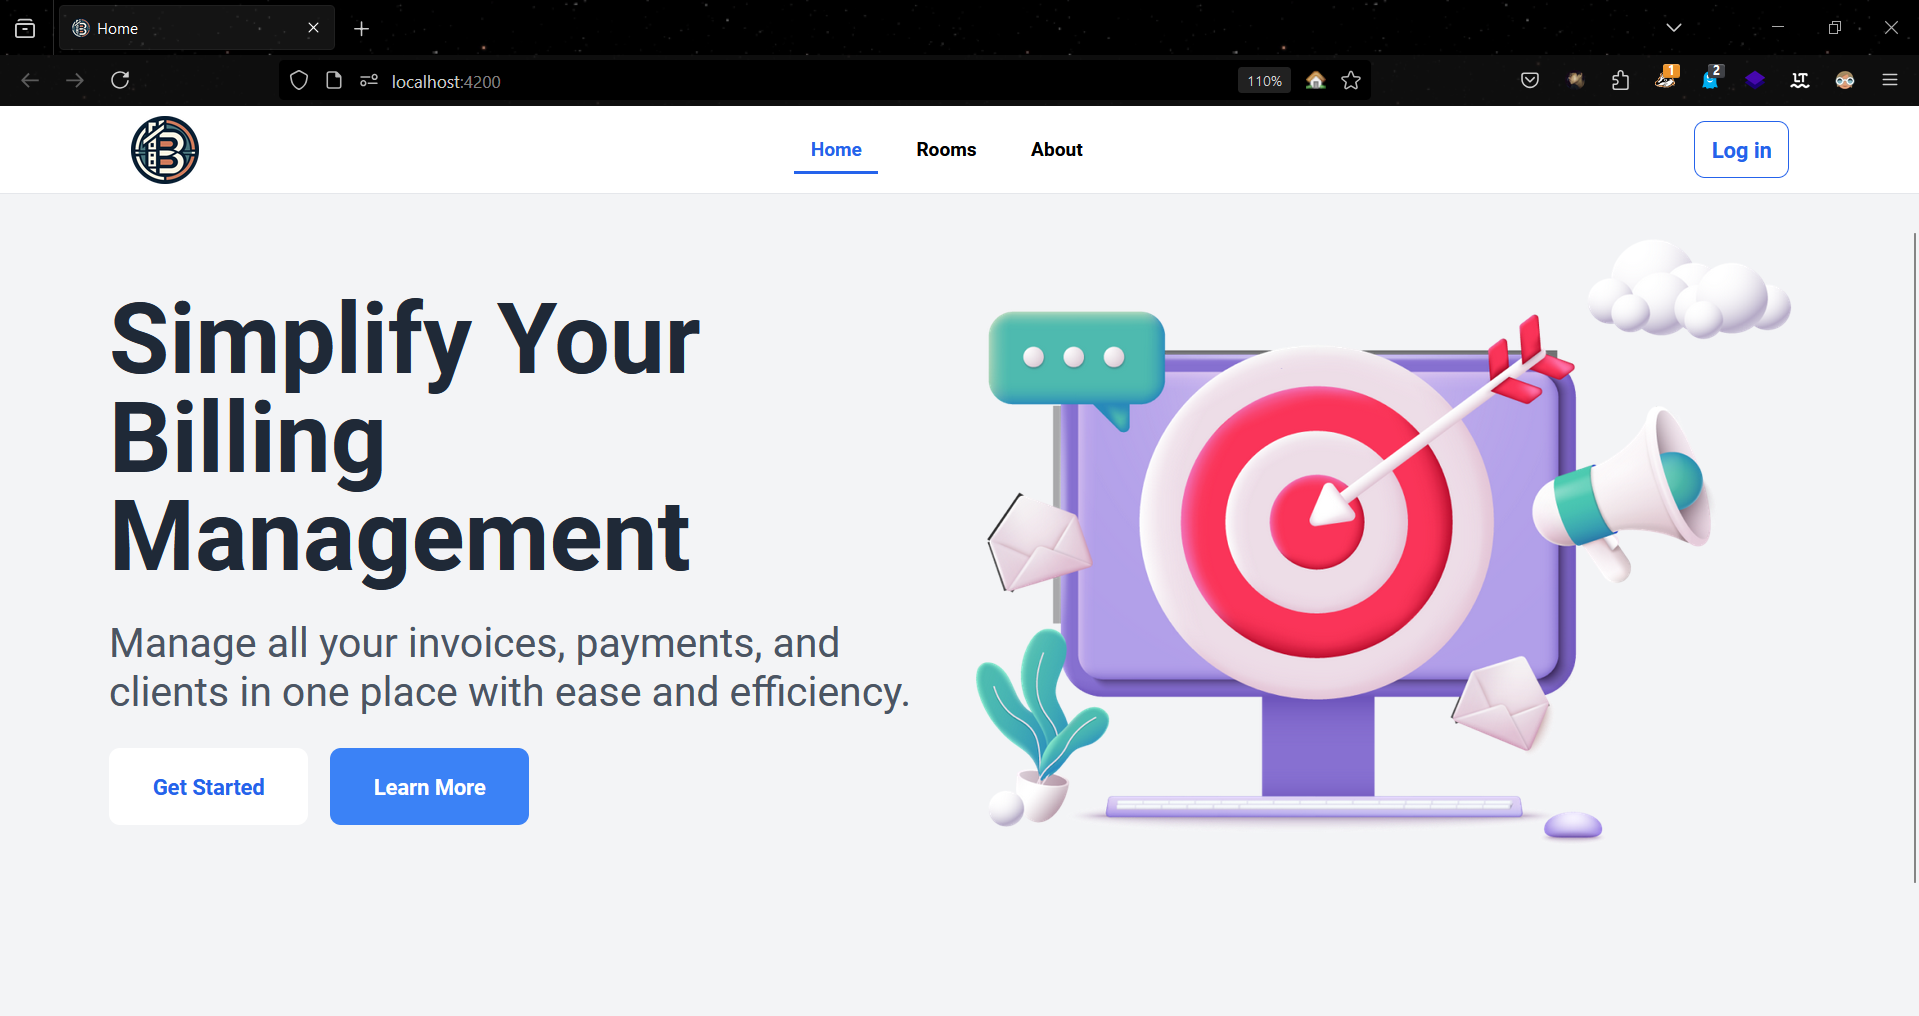 Home
localhost:4200
110%
1
2
LT
B
Home
Rooms
About
Log in
Simplify Your
Billing
Management
Manage all your invoices, payments, and
clients in one place with ease and efficiency.
Get Started
Learn More